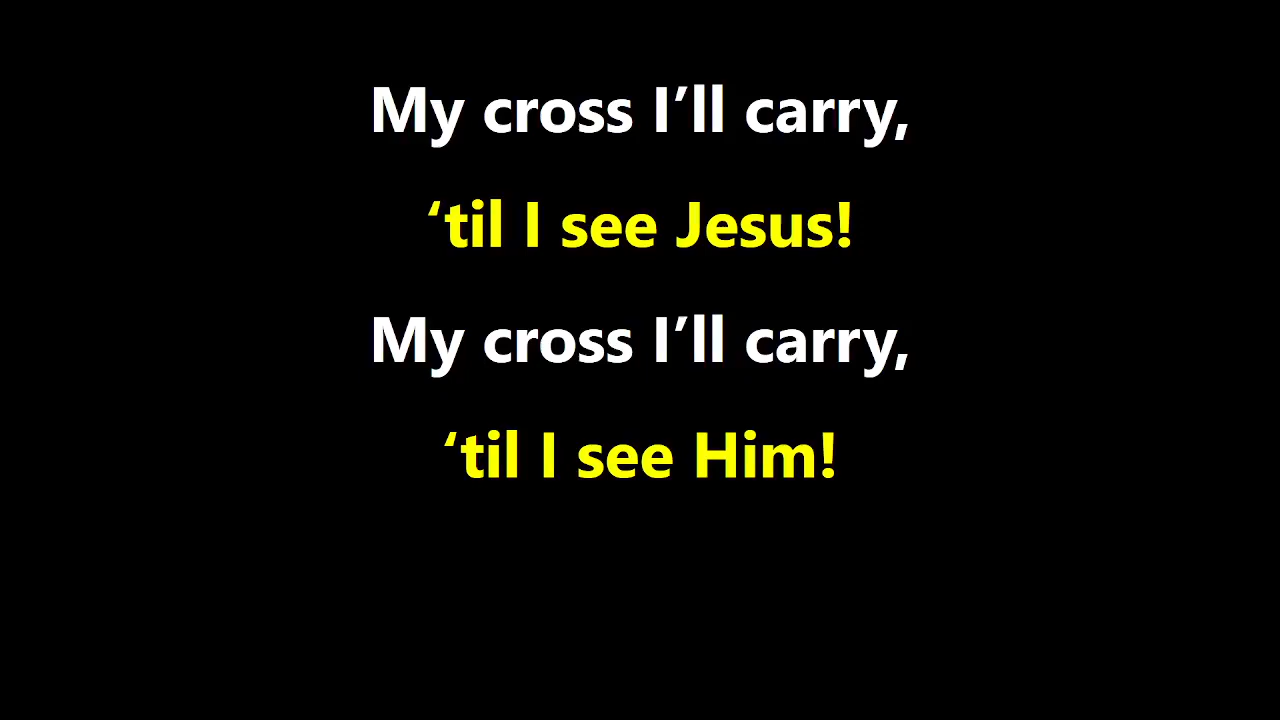 My cross I’ll carry,
‘til I see Jesus!
My cross I’ll carry,
‘til I see Him!